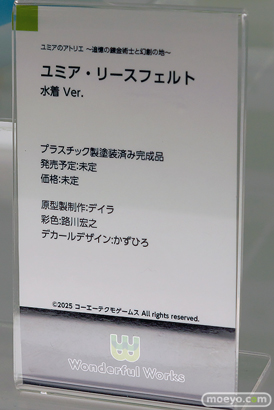 ユミアのアトリエ ～追憶の錬金術士と幻創の地～
ユミア・リースフェルト
水着 Ver.
プラスチック製塗装済み完成品
発売予定:未定
価格:未定
原型製制作:デイラ
彩色:路川宏之
デカールデザイン:かずひろ
©2025 コーエーテクモゲームス All rights reserved.
Wonderful Works
moeyo.com